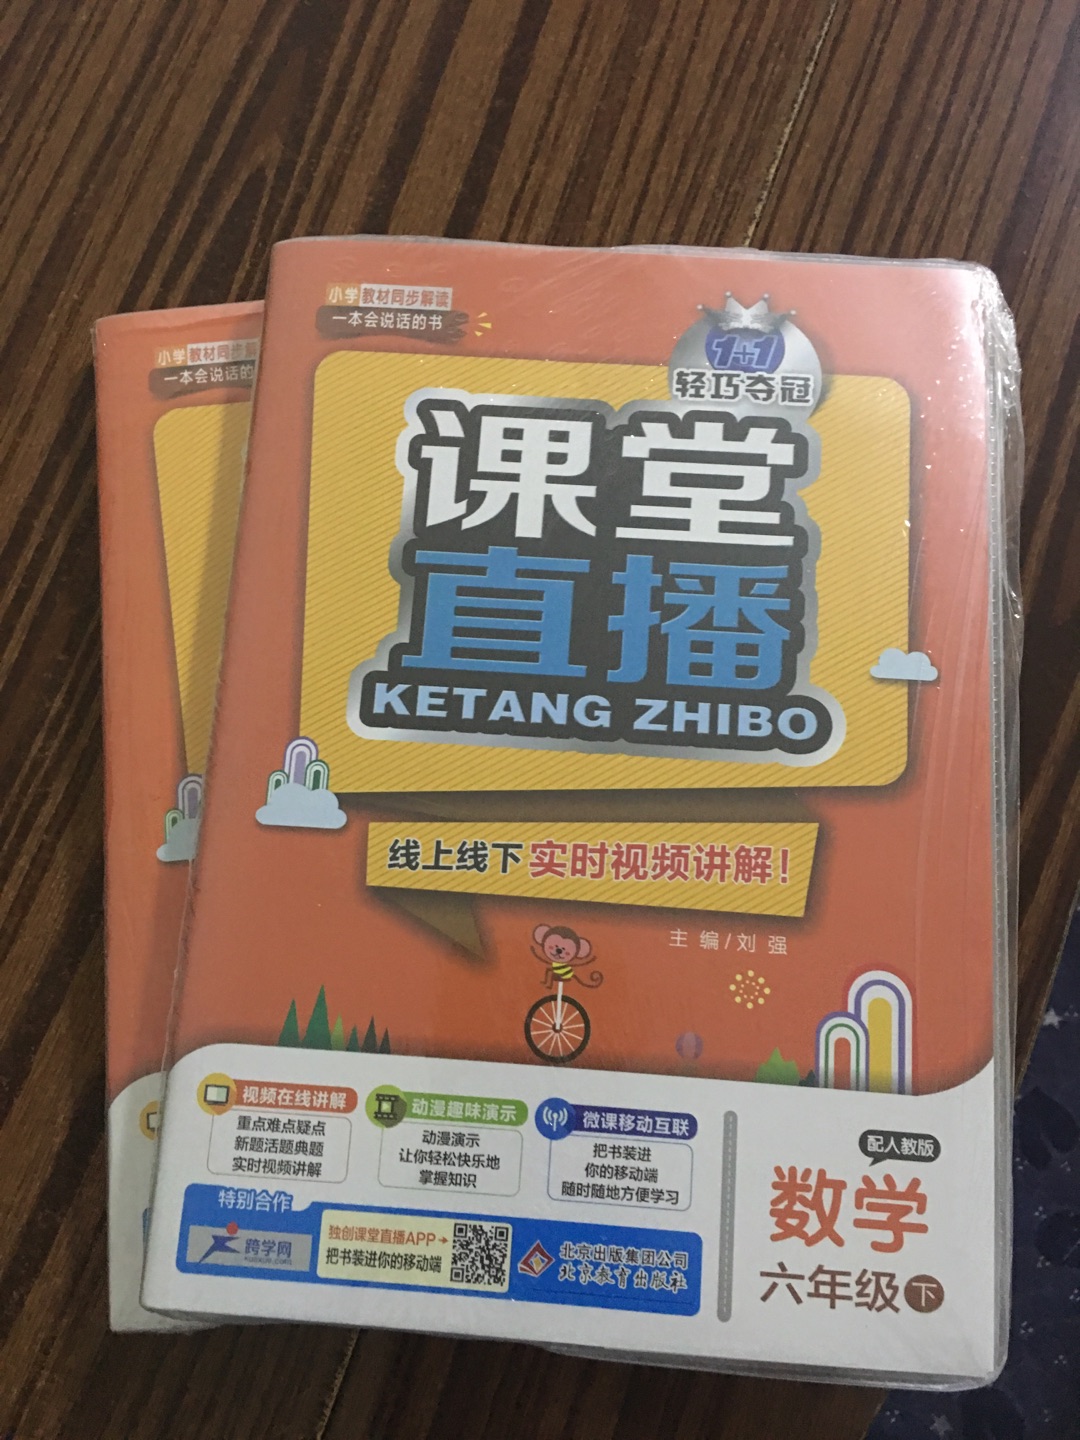 小学教材同步解读
一本会说话的书
1+1
轻巧夺冠
课堂
直播
KETANG ZHIBO
线上线下实时视频讲解！
主编/刘强
视频在线讲解
重点难点疑点
新题活题典题
实时视频讲解
动漫趣味演示
动漫演示
让你轻松快乐地
掌握知识
微课移动互联
把书装进
你的移动端
随时随地方便学习
特别合作
跨学网
独创课堂直播APP→
把书装进你的移动端
北京出版集团公司
北京教育出版社
配人教版
数学
六年级下
小学教材同步
一本会说话的